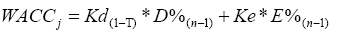 WACC_j = Kd_(1−T) * D%_(n−1) + Ke * E%_(n−1)